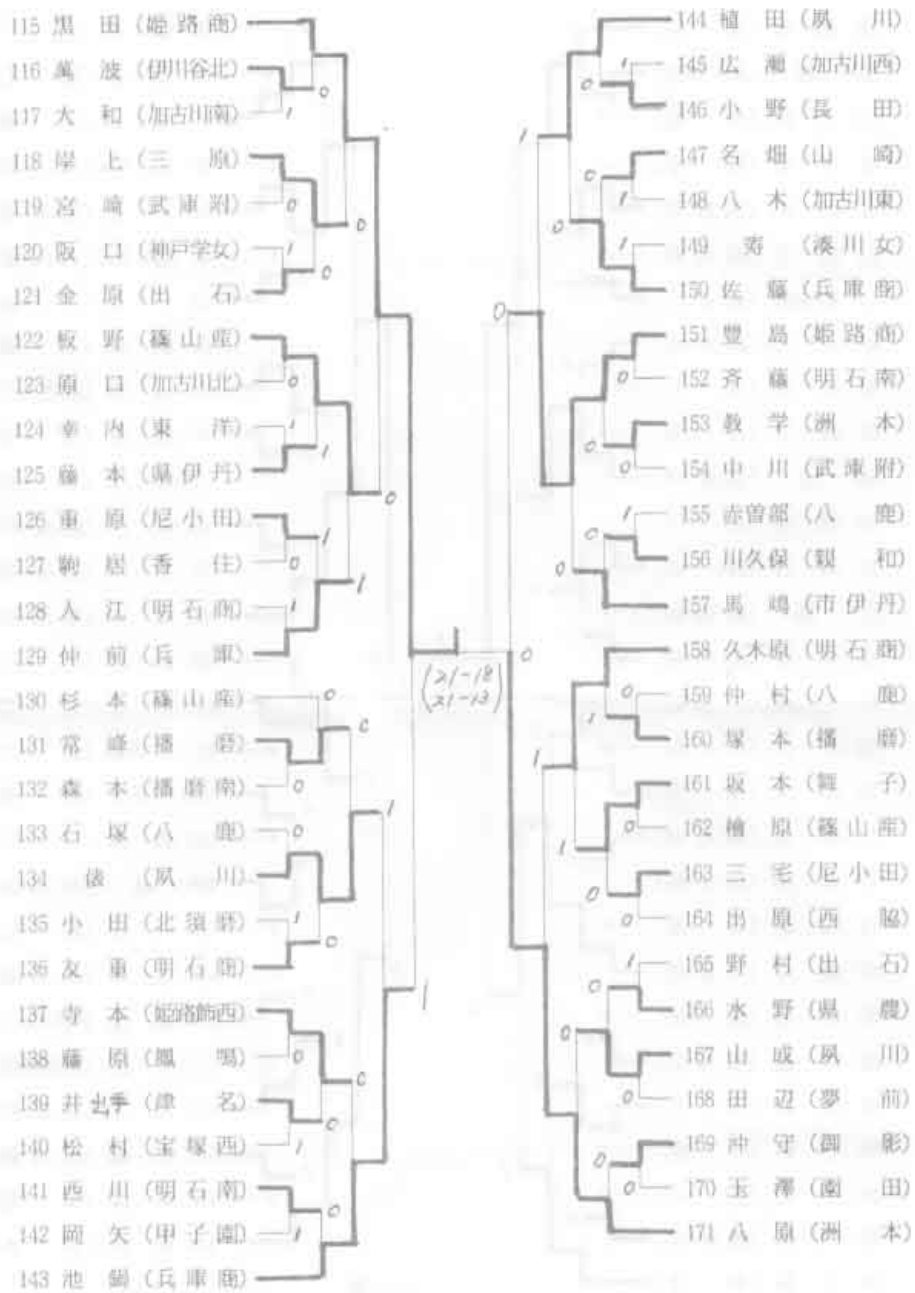 115 黒田 (姫路商)
116 萬波 (伊川谷北)
117 大和 (加古川南)
118 岸上 (三原)
119 宮崎 (武庫附)
120 阪口 (神戸学女)
121 金原 (出石)
122 板野 (篠山産)
123 原口 (加古川北)
124 幸内 (東洋)
125 藤本 (県伊丹)
126 重原 (尼小田)
127 駒居 (香住)
128 入江 (明石商)
129 仲前 (兵庫)
130 杉本 (篠山産)
131 常峰 (播磨)
132 森本 (播磨南)
133 石塚 (八鹿)
134 俵 (夙川)
135 小田 (北須磨)
136 友重 (明石商)
137 寺本 (姫路飾西)
138 藤原 (鳳鳴)
139 井出 (津名)
140 松村 (宝塚西)
141 西川 (明石南)
142 岡矢 (甲子園)
143 池 (兵庫商)
(21-18
21-13)
144 植田 (夙川)
145 広瀬 (加古川西)
146 小野 (長田)
147 名畑 (山崎)
148 八木 (加古川東)
149 寿 (湊川女)
150 佐藤 (兵庫商)
151 豊島 (姫路商)
152 斉藤 (明石南)
153 教学 (洲本)
154 中川 (武庫附)
155 赤曽部 (八鹿)
156 川久保 (親和)
157 馬嶋 (市伊丹)
158 久木原 (明石商)
159 仲村 (八鹿)
160 塚本 (播磨)
161 坂本 (舞子)
162 檜原 (篠山産)
163 三宅 (尼小田)
164 出原 (西脇)
165 野村 (出石)
166 水野 (県農)
167 山成 (夙川)
168 田辺 (夢前)
169 沖守 (御影)
170 玉澤 (園田)
171 八原 (洲本)